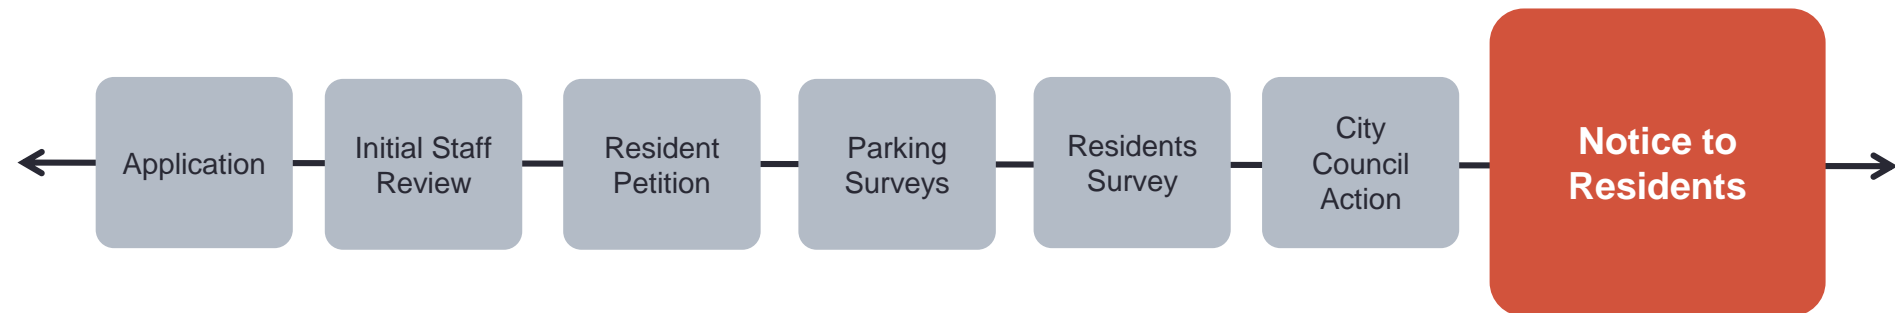 Application
Initial Staff
Review
Resident
Petition
Parking
Surveys
Residents
Survey
City
Council
Action
Notice to
Residents